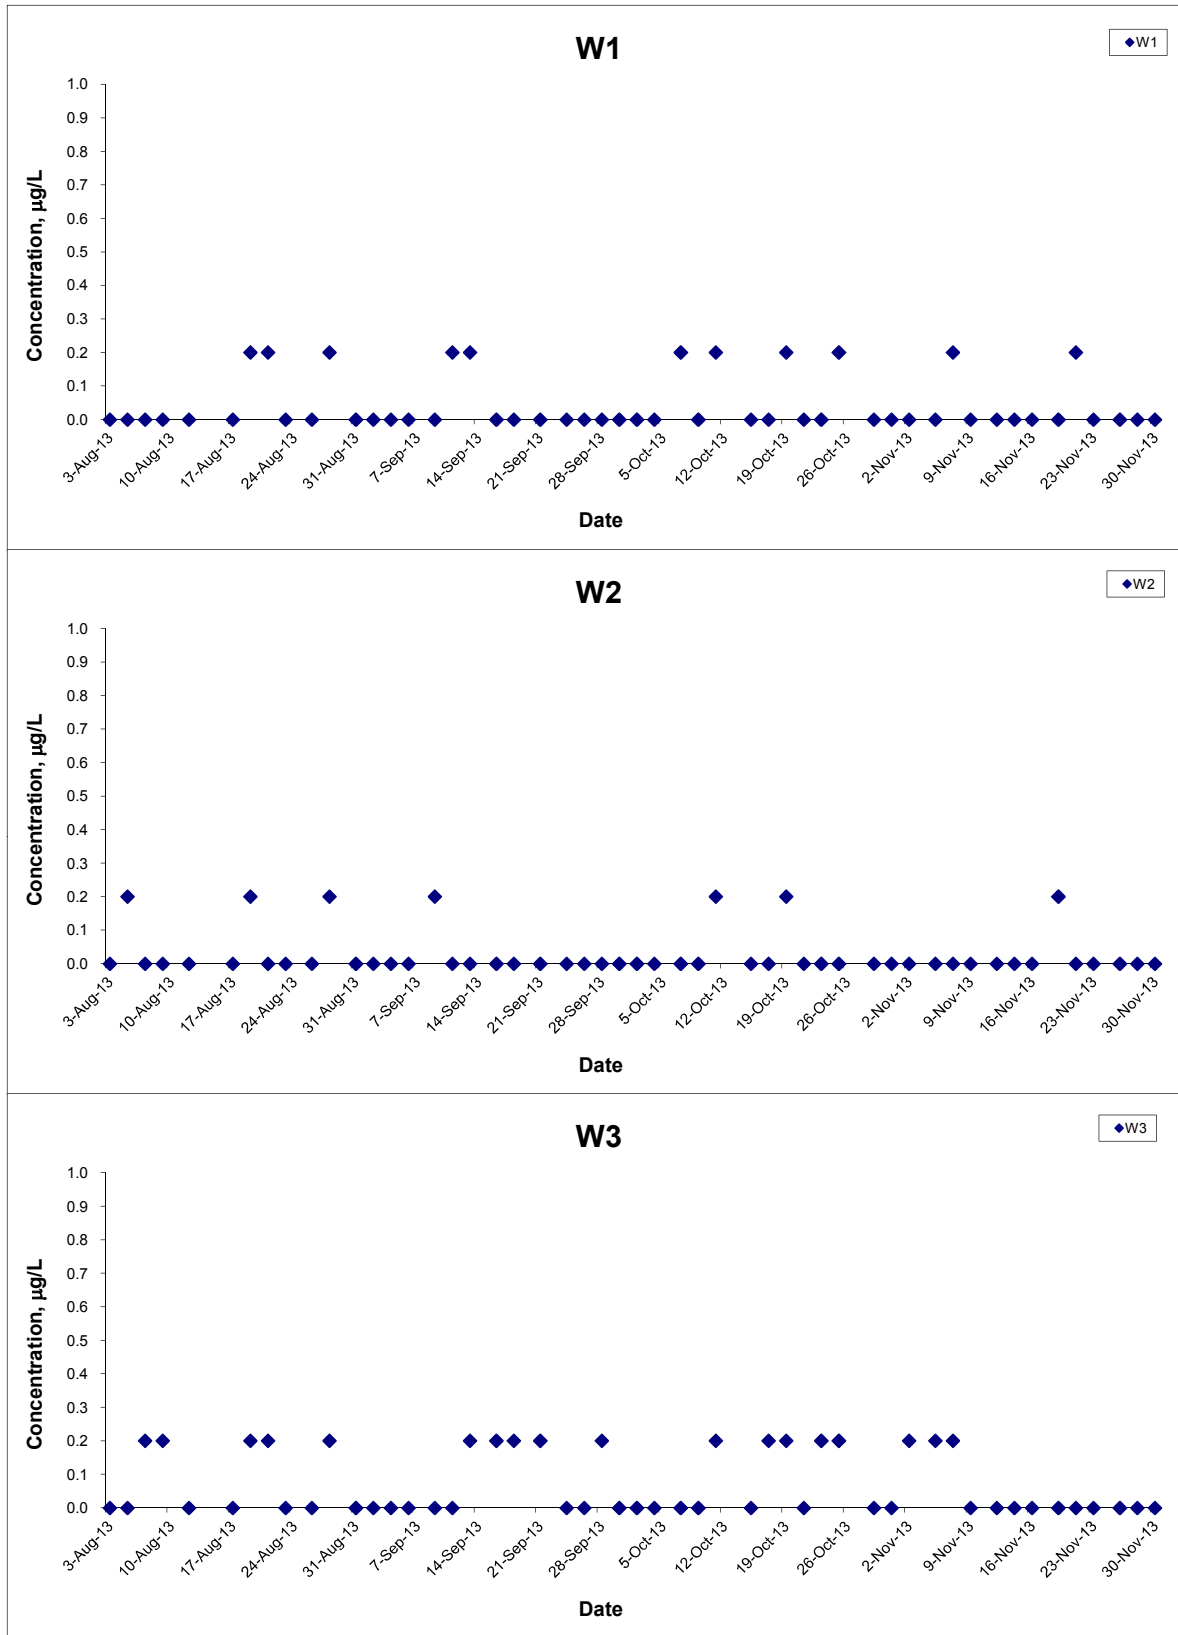 W1
W1
1.0
0.9
0.8
0.7
0.6
0.5
0.4
0.3
0.2
0.1
0.0
Concentration, µg/L
3-Aug-13
10-Aug-13
17-Aug-13
24-Aug-13
31-Aug-13
7-Sep-13
14-Sep-13
21-Sep-13
28-Sep-13
5-Oct-13
12-Oct-13
19-Oct-13
26-Oct-13
2-Nov-13
9-Nov-13
16-Nov-13
23-Nov-13
30-Nov-13
Date
W2
W2
1.0
0.9
0.8
0.7
0.6
0.5
0.4
0.3
0.2
0.1
0.0
Concentration, µg/L
3-Aug-13
10-Aug-13
17-Aug-13
24-Aug-13
31-Aug-13
7-Sep-13
14-Sep-13
21-Sep-13
28-Sep-13
5-Oct-13
12-Oct-13
19-Oct-13
26-Oct-13
2-Nov-13
9-Nov-13
16-Nov-13
23-Nov-13
30-Nov-13
Date
W3
W3
1.0
0.9
0.8
0.7
0.6
0.5
0.4
0.3
0.2
0.1
0.0
Concentration, µg/L
3-Aug-13
10-Aug-13
17-Aug-13
24-Aug-13
31-Aug-13
7-Sep-13
14-Sep-13
21-Sep-13
28-Sep-13
5-Oct-13
12-Oct-13
19-Oct-13
26-Oct-13
2-Nov-13
9-Nov-13
16-Nov-13
23-Nov-13
30-Nov-13
Date